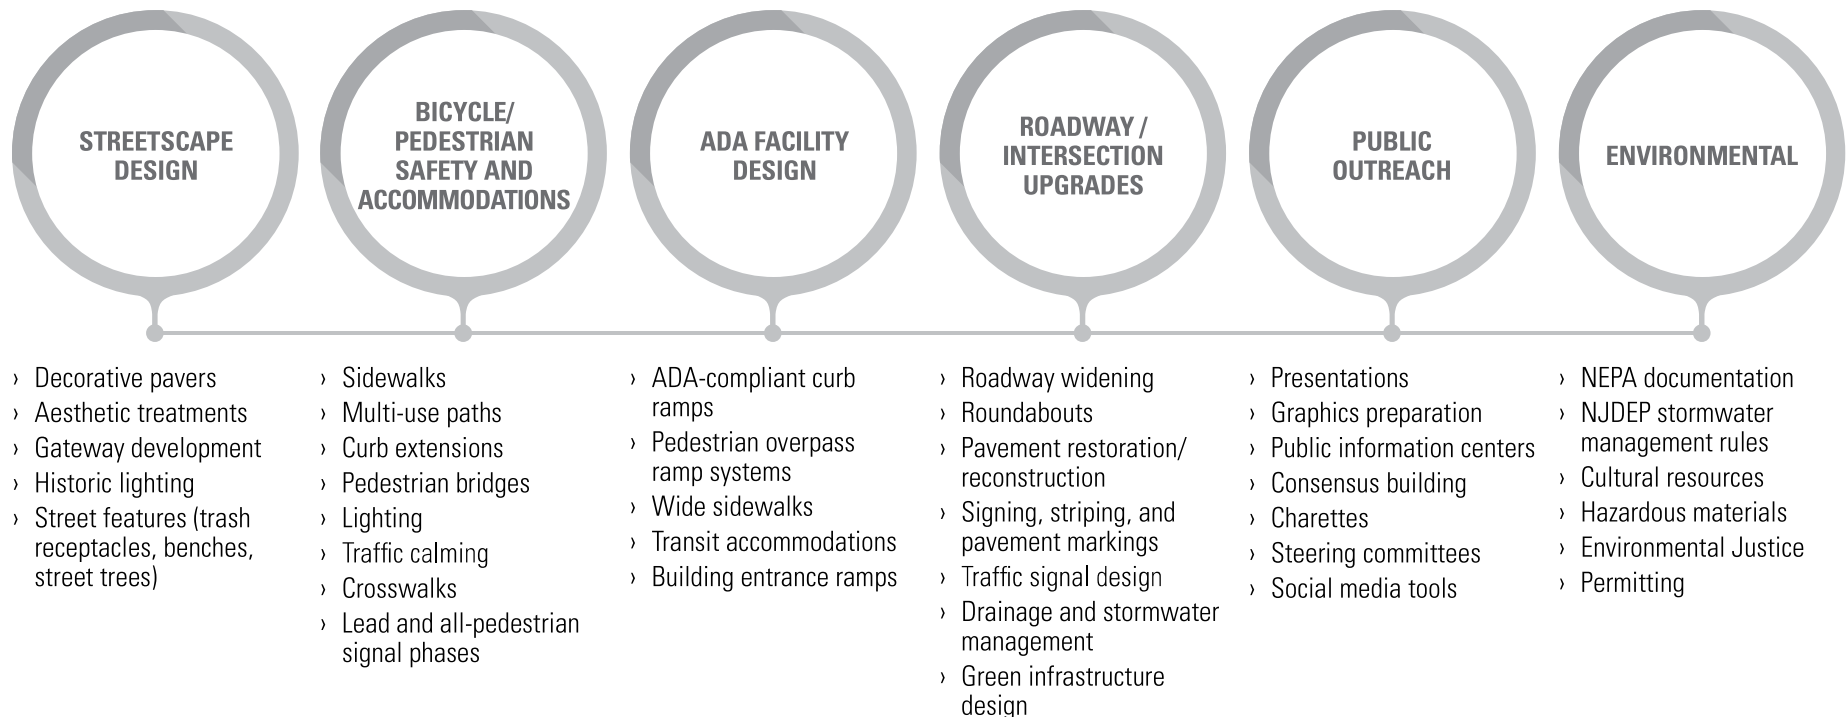 STREETSCAPE
DESIGN
BICYCLE/
PEDESTRIAN
SAFETY AND
ACCOMMODATIONS
ADA FACILITY
DESIGN
ROADWAY /
INTERSECTION
UPGRADES
PUBLIC
OUTREACH
ENVIRONMENTAL
› Decorative pavers
› Aesthetic treatments
› Gateway development
› Historic lighting
› Street features (trash
receptacles, benches,
street trees)
› Sidewalks
› Multi-use paths
› Curb extensions
› Pedestrian bridges
› Lighting
› Traffic calming
› Crosswalks
› Lead and all-pedestrian
signal phases
› ADA-compliant curb
ramps
› Pedestrian overpass
ramp systems
› Wide sidewalks
› Transit accommodations
› Building entrance ramps
› Roadway widening
› Roundabouts
› Pavement restoration/
reconstruction
› Signing, striping, and
pavement markings
› Traffic signal design
› Drainage and stormwater
management
› Green infrastructure
design
› Presentations
› Graphics preparation
› Public information centers
› Consensus building
› Charettes
› Steering committees
› Social media tools
› NEPA documentation
› NJDEP stormwater
management rules
› Cultural resources
› Hazardous materials
› Environmental Justice
› Permitting